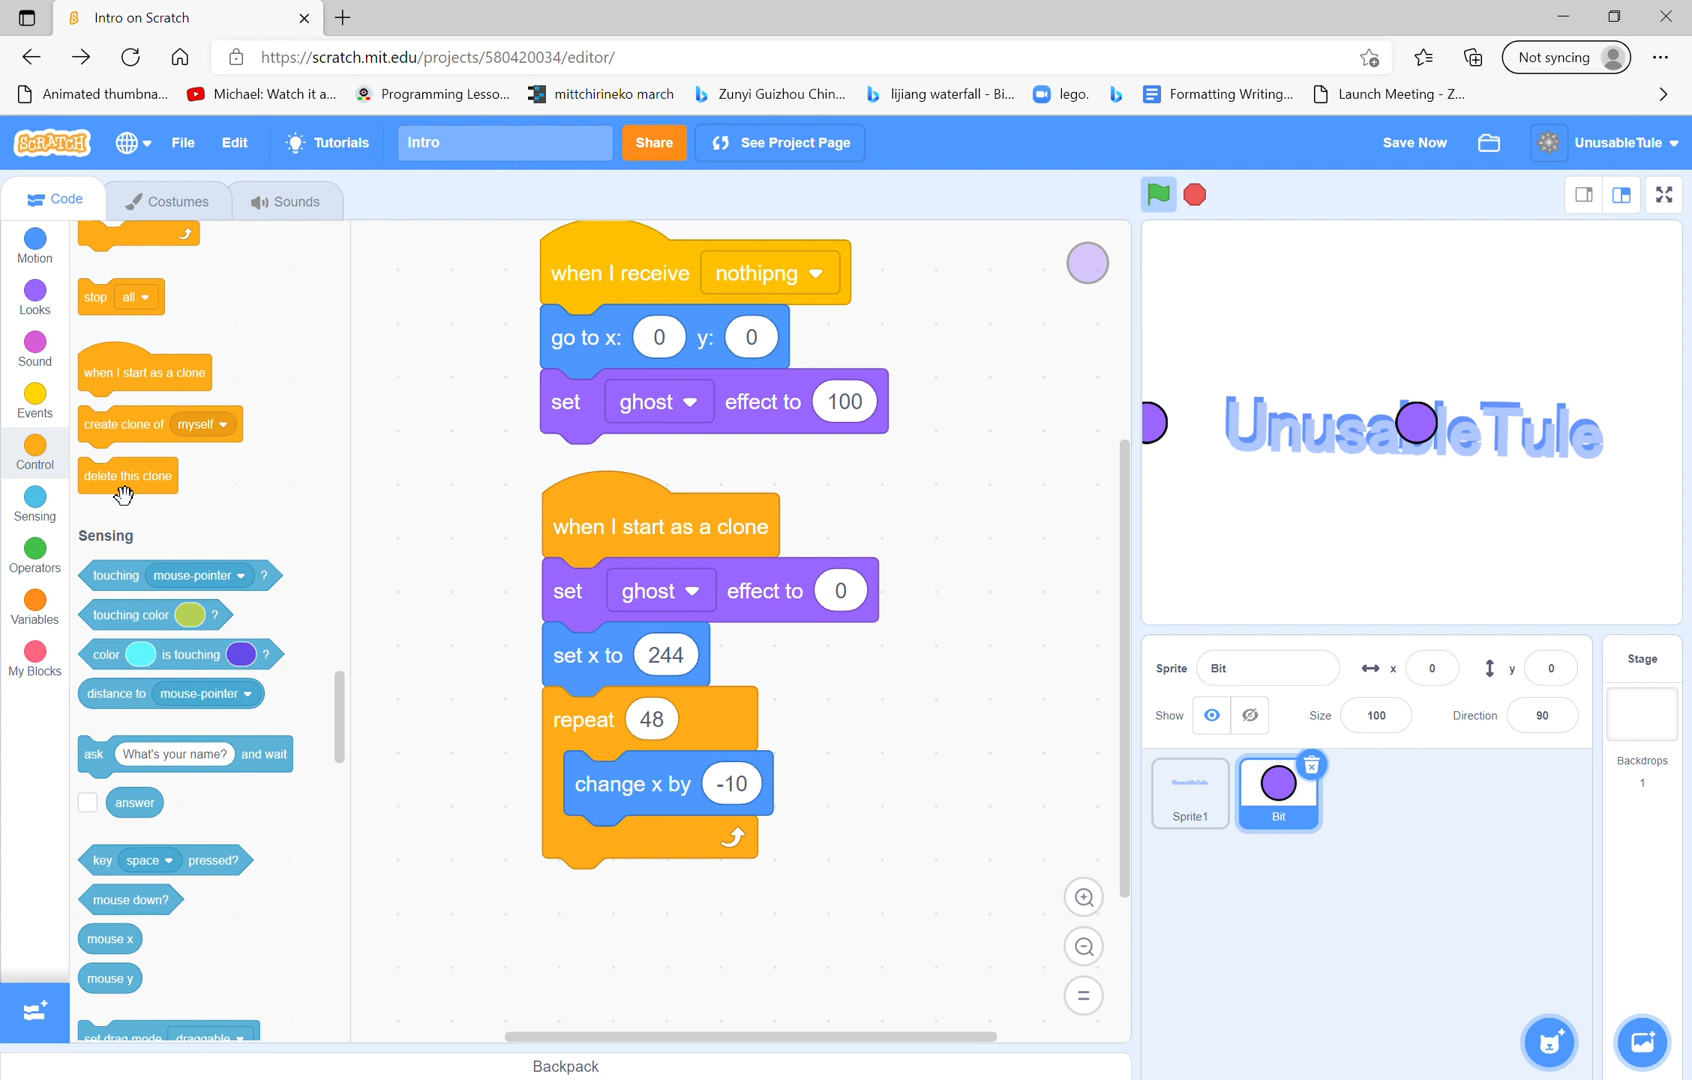 Intro on Scratch
https://scratch.mit.edu/projects/580420034/editor/
Not syncing
Animated thumbna... Michael: Watch it a... Programming Lesso... mittchirineko march Zunyi Guizhou Chin... lijiang waterfall - Bi... lego. Formatting Writing... Launch Meeting - Z...
SCRATCH File Edit Tutorials Intro Share See Project Page Save Now UnusableTule
Code Costumes Sounds
Motion
Looks
Sound
Events
Control
Sensing
Operators
Variables
My Blocks
stop all
when I start as a clone
create clone of myself
delete this clone
Sensing
touching mouse-pointer ?
touching color ?
color is touching ?
distance to mouse-pointer
ask What's your name? and wait
answer
key space pressed?
mouse down?
mouse x
mouse y
set drag mode draggable
when I receive nothipng
go to x: 0 y: 0
set ghost effect to 100
when I start as a clone
set ghost effect to 0
set x to 244
repeat 48
change x by -10
Backpack
UnusableTule
Sprite Bit x 0 y 0
Show Size 100 Direction 90
UnusableTule
Sprite1
Bit
Stage
Backdrops
1